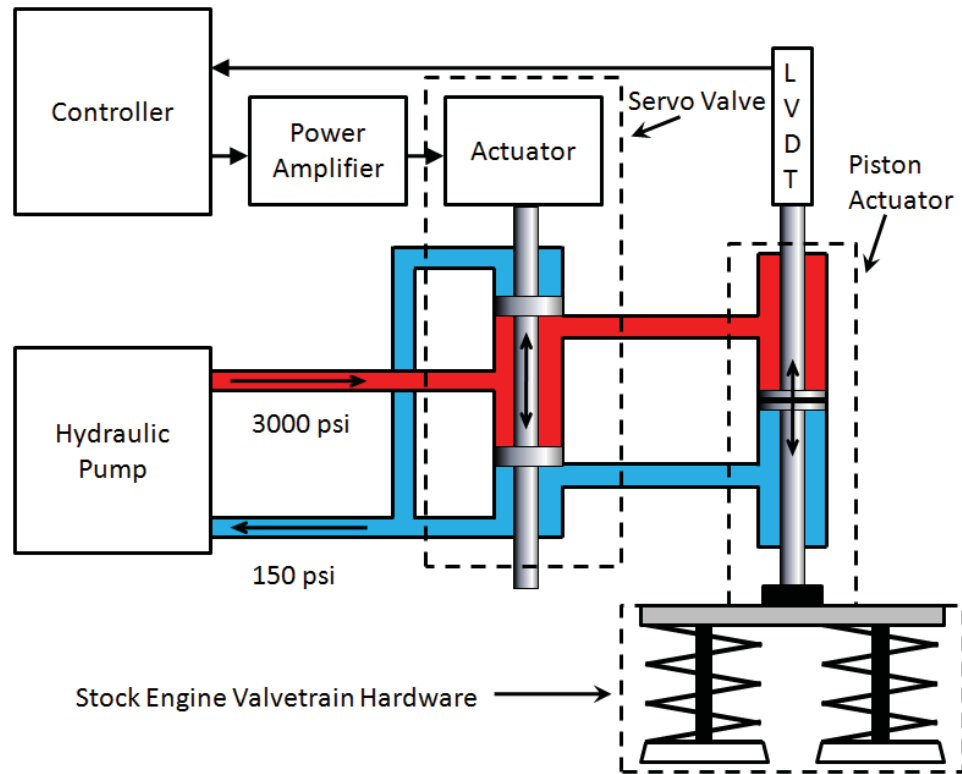 Controller
Power
Amplifier
Actuator
Servo Valve
L
V
D
T
Piston
Actuator
Hydraulic
Pump
3000 psi
150 psi
Stock Engine Valvetrain Hardware